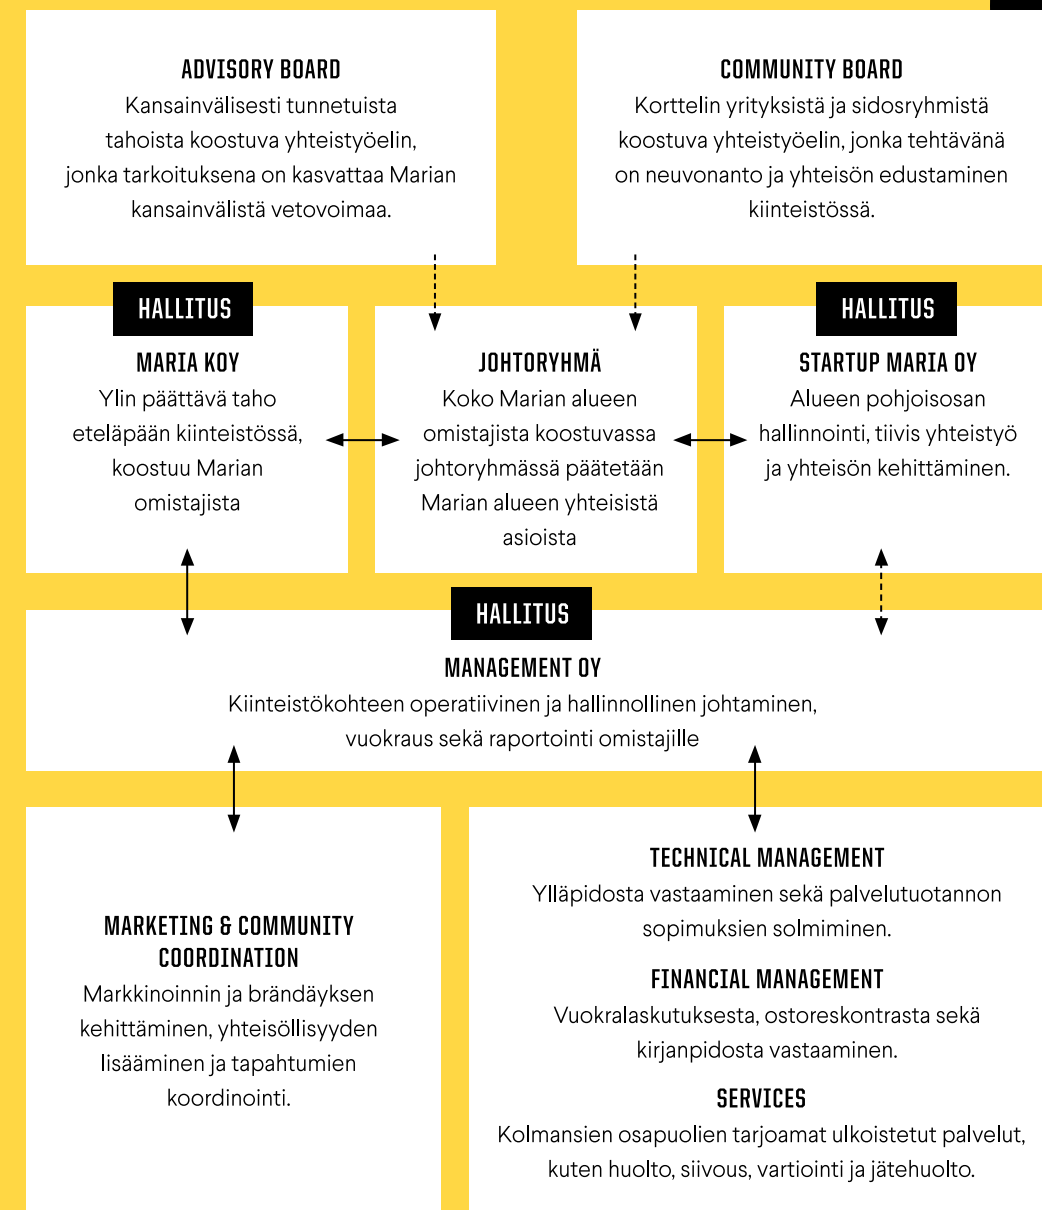 ADVISORY BOARD
Kansainvälisesti tunnetuista
tahoista koostuva yhteistyöelin,
jonka tarkoituksena on kasvattaa Marian
kansainvälistä vetovoimaa.
COMMUNITY BOARD
Korttelin yrityksistä ja sidosryhmistä
koostuva yhteistyöelin, jonka tehtävänä
on neuvonanto ja yhteisön edustaminen
kiinteistössä.
HALLITUS
MARIA KOY
Ylin päättävä taho
eteläpään kiinteistössä,
koostuu Marian
omistajista
JOHTORYHMÄ
Koko Marian alueen
omistajista koostuvassa
johtoryhmässä päätetään
Marian alueen yhteisistä
asioista
HALLITUS
STARTUP MARIA OY
Alueen pohjoisosan
hallinnointi, tiivis yhteistyö
ja yhteisön kehittäminen.
HALLITUS
MANAGEMENT OY
Kiinteistökohteen operatiivinen ja hallinnollinen johtaminen,
vuokraus sekä raportointi omistajille
MARKETING & COMMUNITY
COORDINATION
Markkinoinnin ja brändäyksen
kehittäminen, yhteisöllisyyden
lisääminen ja tapahtumien
koordinointi.
TECHNICAL MANAGEMENT
Ylläpidosta vastaaminen sekä palvelutuotannon
sopimuksien solmiminen.
FINANCIAL MANAGEMENT
Vuokralaskutuksesta, ostoreskontrasta sekä
kirjanpidosta vastaaminen.
SERVICES
Kolmansien osapuolien tarjoamat ulkoistetut palvelut,
kuten huolto, siivous, vartiointi ja jätehuolto.